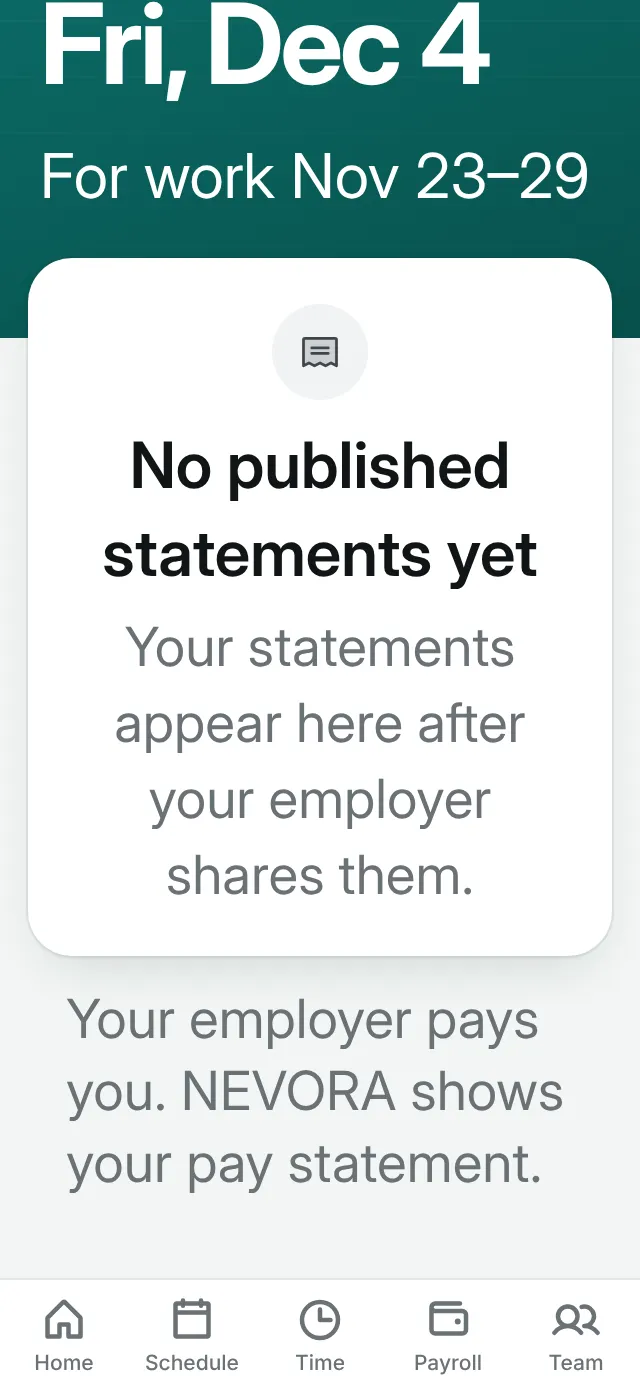 Fri, Dec 4
For work Nov 23–29
No published
statements yet
Your statements
appear here after
your employer
shares them.
Your employer pays
you. NEVORA shows
your pay statement.
Home
Schedule
Time
Payroll
Team